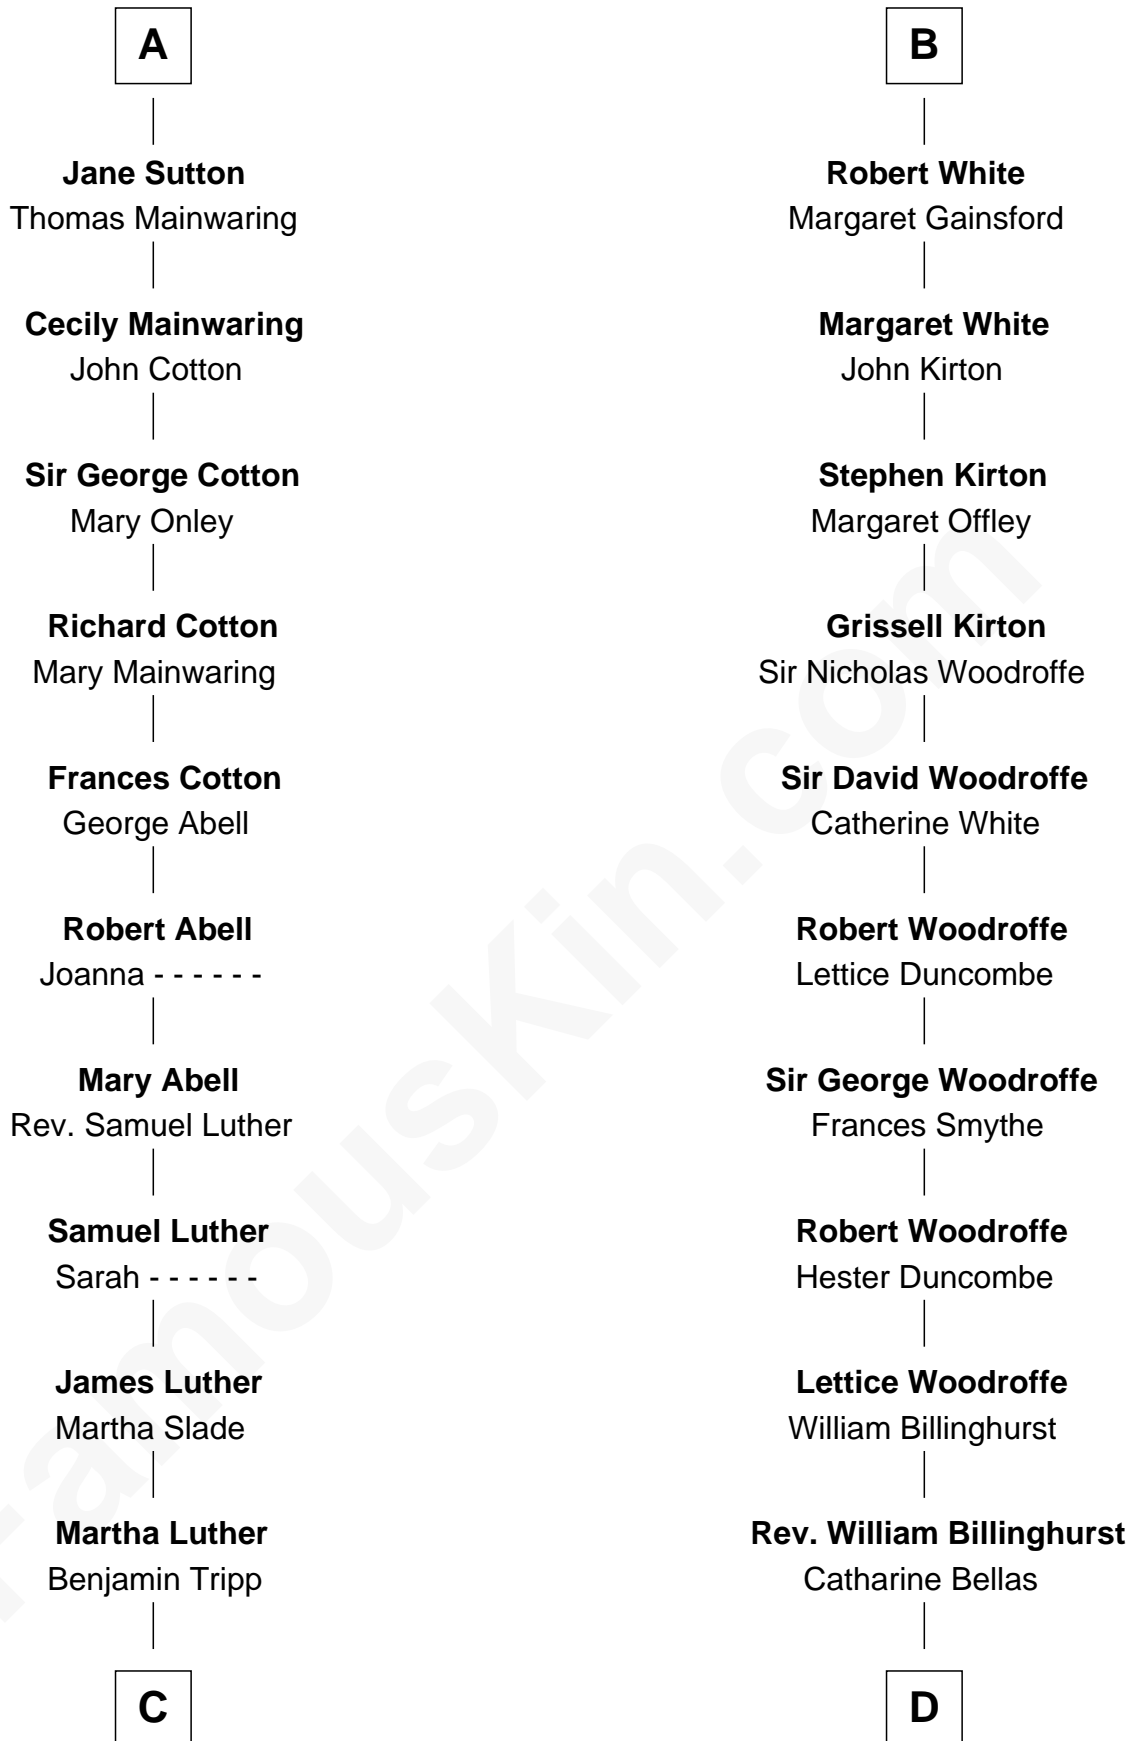 A
Jane Sutton
Thomas Mainwaring
Cecily Mainwaring
John Cotton
Sir George Cotton
Mary Onley
Richard Cotton
Mary Mainwaring
Frances Cotton
George Abell
Robert Abell
Joanna - - - - - -
Mary Abell
Rev. Samuel Luther
Samuel Luther
Sarah - - - - - -
James Luther
Martha Slade
Martha Luther
Benjamin Tripp
C
B
Robert White
Margaret Gainsford
Margaret White
John Kirton
Stephen Kirton
Margaret Offley
Grissell Kirton
Sir Nicholas Woodroffe
Sir David Woodroffe
Catherine White
Robert Woodroffe
Lettice Duncombe
Sir George Woodroffe
Frances Smythe
Robert Woodroffe
Hester Duncombe
Lettice Woodroffe
William Billinghurst
Rev. William Billinghurst
Catharine Bellas
D
FamousKin.com